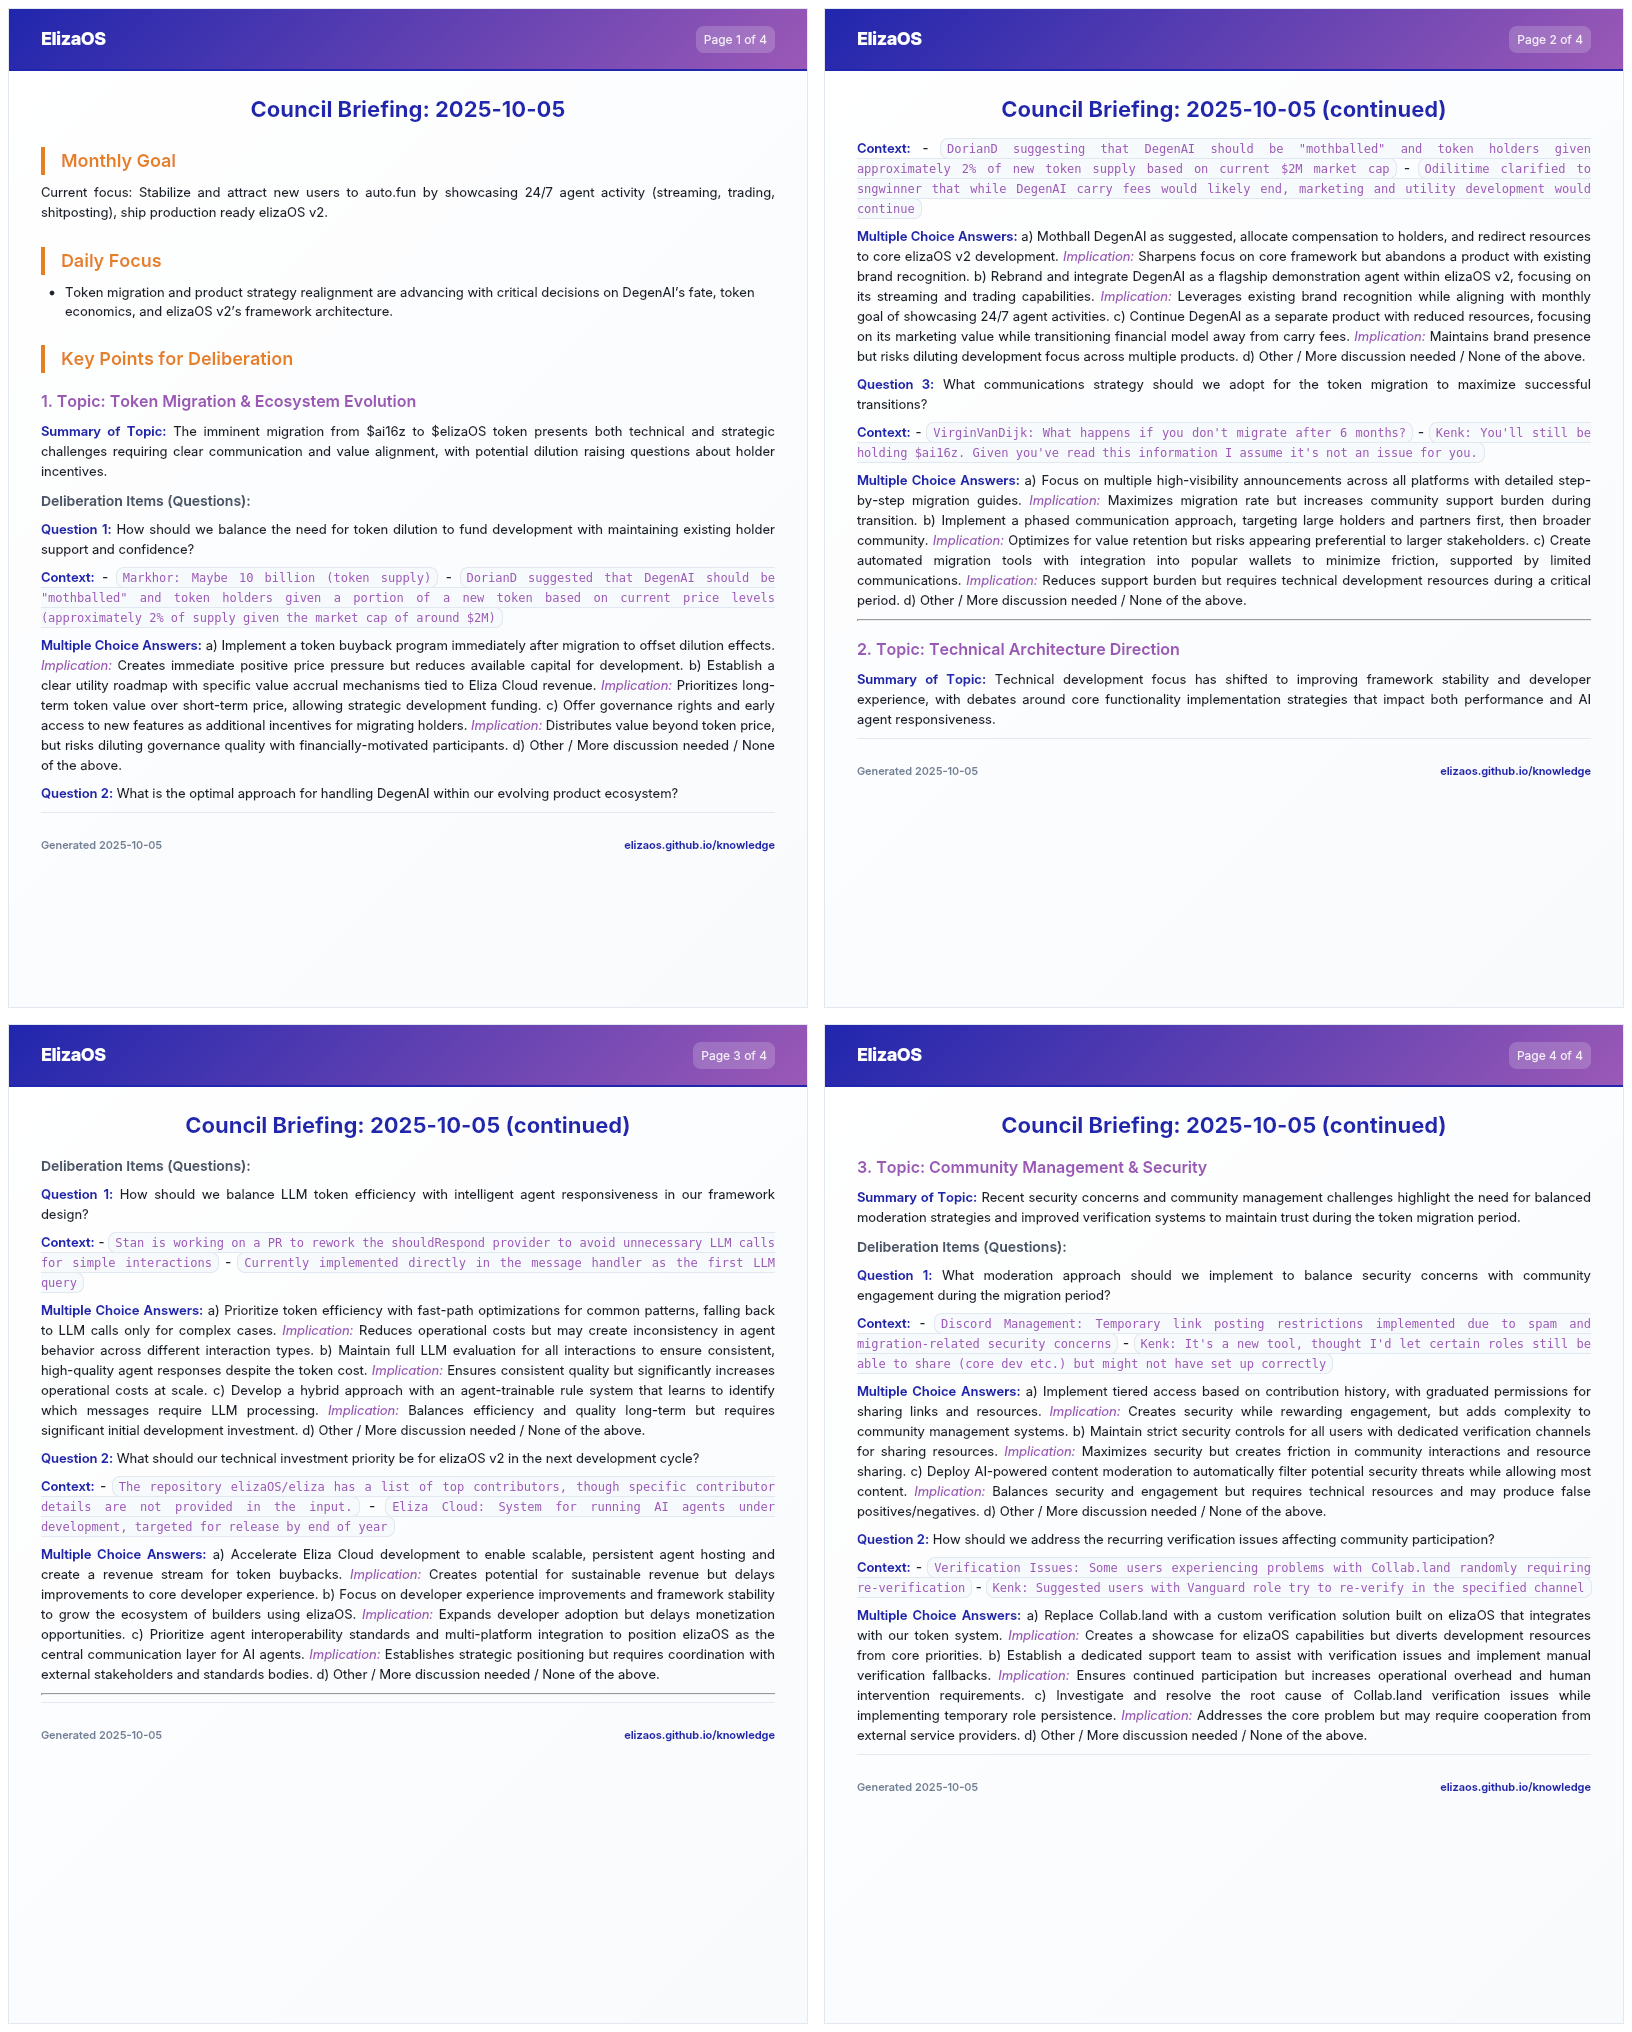 ElizaOS
Page 1 of 4
Council Briefing: 2025-10-05
Monthly Goal
Current focus: Stabilize and attract new users to auto.fun by showcasing 24/7 agent activity (streaming, trading,
shitposting), ship production ready elizaOS v2.
Daily Focus
• Token migration and product strategy realignment are advancing with critical decisions on DegenAI's fate, token
economics, and elizaOS v2's framework architecture.
Key Points for Deliberation
1. Topic: Token Migration & Ecosystem Evolution
Summary of Topic: The imminent migration from $ai16z to $elizaOS token presents both technical and strategic
challenges requiring clear communication and value alignment, with potential dilution raising questions about holder
incentives.
Deliberation Items (Questions):
Question 1: How should we balance the need for token dilution to fund development with maintaining existing holder
support and confidence?
Context: - Markhor: Maybe 10 billion (token supply) - DorianD suggested that DegenAI should be
"mothballed" and token holders given a portion of a new token based on current price levels
(approximately 2% of supply given the market cap of around $2M)
Multiple Choice Answers: a) Implement a token buyback program immediately after migration to offset dilution effects.
Implication: Creates immediate positive price pressure but reduces available capital for development. b) Establish a
clear utility roadmap with specific value accrual mechanisms tied to Eliza Cloud revenue. Implication: Prioritizes long-
term token value over short-term price, allowing strategic development funding. c) Offer governance rights and early
access to new features as additional incentives for migrating holders. Implication: Distributes value beyond token price,
but risks diluting governance quality with financially-motivated participants. d) Other / More discussion needed / None
of the above.
Question 2: What is the optimal approach for handling DegenAI within our evolving product ecosystem?
Generated 2025-10-05
elizaos.github.io/knowledge
ElizaOS
Page 2 of 4
Council Briefing: 2025-10-05 (continued)
Context: - DorianD suggesting that DegenAI should be "mothballed" and token holders given
approximately 2% of new token supply based on current $2M market cap - Odilitime clarified to
sngwinner that while DegenAI carry fees would likely end, marketing and utility development would
continue
Multiple Choice Answers: a) Mothball DegenAI as suggested, allocate compensation to holders, and redirect resources
to core elizaOS v2 development. Implication: Sharpens focus on core framework but abandons a product with existing
brand recognition. b) Rebrand and integrate DegenAI as a flagship demonstration agent within elizaOS v2, focusing on
its streaming and trading capabilities. Implication: Leverages existing brand recognition while aligning with monthly
goal of showcasing 24/7 agent activities. c) Continue DegenAI as a separate product with reduced resources, focusing
on its marketing value while transitioning financial model away from carry fees. Implication: Maintains brand presence
but risks diluting development focus across multiple products. d) Other / More discussion needed / None of the above.
Question 3: What communications strategy should we adopt for the token migration to maximize successful
transitions?
Context: - VirginVanDijk: What happens if you don't migrate after 6 months? - Kenk: You'll still be
holding $ai16z. Given you've read this information I assume it's not an issue for you.
Multiple Choice Answers: a) Focus on multiple high-visibility announcements across all platforms with detailed step-
by-step migration guides. Implication: Maximizes migration rate but increases community support burden during
transition. b) Implement a phased communication approach, targeting large holders and partners first, then broader
community. Implication: Optimizes for value retention but risks appearing preferential to larger stakeholders. c) Create
automated migration tools with integration into popular wallets to minimize friction, supported by limited
communications. Implication: Reduces support burden but requires technical development resources during a critical
period. d) Other / More discussion needed / None of the above.
2. Topic: Technical Architecture Direction
Summary of Topic: Technical development focus has shifted to improving framework stability and developer
experience, with debates around core functionality implementation strategies that impact both performance and AI
agent responsiveness.
Generated 2025-10-05
elizaos.github.io/knowledge
ElizaOS
Page 3 of 4
Council Briefing: 2025-10-05 (continued)
Deliberation Items (Questions):
Question 1: How should we balance LLM token efficiency with intelligent agent responsiveness in our framework
design?
Context: - Stan is working on a PR to rework the shouldRespond provider to avoid unnecessary LLM calls
for simple interactions - Currently implemented directly in the message handler as the first LLM
query
Multiple Choice Answers: a) Prioritize token efficiency with fast-path optimizations for common patterns, falling back
to LLM calls only for complex cases. Implication: Reduces operational costs but may create inconsistency in agent
behavior across different interaction types. b) Maintain full LLM evaluation for all interactions to ensure consistent,
high-quality agent responses despite the token cost. Implication: Ensures consistent quality but significantly increases
operational costs at scale. c) Develop a hybrid approach with an agent-trainable rule system that learns to identify
which messages require LLM processing. Implication: Balances efficiency and quality long-term but requires
significant initial development investment. d) Other / More discussion needed / None of the above.
Question 2: What should our technical investment priority be for elizaOS v2 in the next development cycle?
Context: - The repository elizaOS/eliza has a list of top contributors, though specific contributor
details are not provided in the input. - Eliza Cloud: System for running AI agents under
development, targeted for release by end of year
Multiple Choice Answers: a) Accelerate Eliza Cloud development to enable scalable, persistent agent hosting and
create a revenue stream for token buybacks. Implication: Creates potential for sustainable revenue but delays
improvements to core developer experience. b) Focus on developer experience improvements and framework stability
to grow the ecosystem of builders using elizaOS. Implication: Expands developer adoption but delays monetization
opportunities. c) Prioritize agent interoperability standards and multi-platform integration to position elizaOS as the
central communication layer for AI agents. Implication: Establishes strategic positioning but requires coordination with
external stakeholders and standards bodies. d) Other / More discussion needed / None of the above.
Generated 2025-10-05
elizaos.github.io/knowledge
ElizaOS
Page 4 of 4
Council Briefing: 2025-10-05 (continued)
3. Topic: Community Management & Security
Summary of Topic: Recent security concerns and community management challenges highlight the need for balanced
moderation strategies and improved verification systems to maintain trust during the token migration period.
Deliberation Items (Questions):
Question 1: What moderation approach should we implement to balance security concerns with community
engagement during the migration period?
Context: - Discord Management: Temporary link posting restrictions implemented due to spam and
migration-related security concerns - Kenk: It's a new tool, thought I'd let certain roles still be
able to share (core dev etc.) but might not have set up correctly
Multiple Choice Answers: a) Implement tiered access based on contribution history, with graduated permissions for
sharing links and resources. Implication: Creates security while rewarding engagement, but adds complexity to
community management systems. b) Maintain strict security controls for all users with dedicated verification channels
for sharing resources. Implication: Maximizes security but creates friction in community interactions and resource
sharing. c) Deploy AI-powered content moderation to automatically filter potential security threats while allowing most
content. Implication: Balances security and engagement but requires technical resources and may produce false
positives/negatives. d) Other / More discussion needed / None of the above.
Question 2: How should we address the recurring verification issues affecting community participation?
Context: - Verification Issues: Some users experiencing problems with Collab.land randomly requiring
re-verification - Kenk: Suggested users with Vanguard role try to re-verify in the specified channel
Multiple Choice Answers: a) Replace Collab.land with a custom verification solution built on elizaOS that integrates
with our token system. Implication: Creates a showcase for elizaOS capabilities but diverts development resources
from core priorities. b) Establish a dedicated support team to assist with verification issues and implement manual
verification fallbacks. Implication: Ensures continued participation but increases operational overhead and human
intervention requirements. c) Investigate and resolve the root cause of Collab.land verification issues while
implementing temporary role persistence. Implication: Addresses the core problem but may require cooperation from
external service providers. d) Other / More discussion needed / None of the above.
Generated 2025-10-05
elizaos.github.io/knowledge